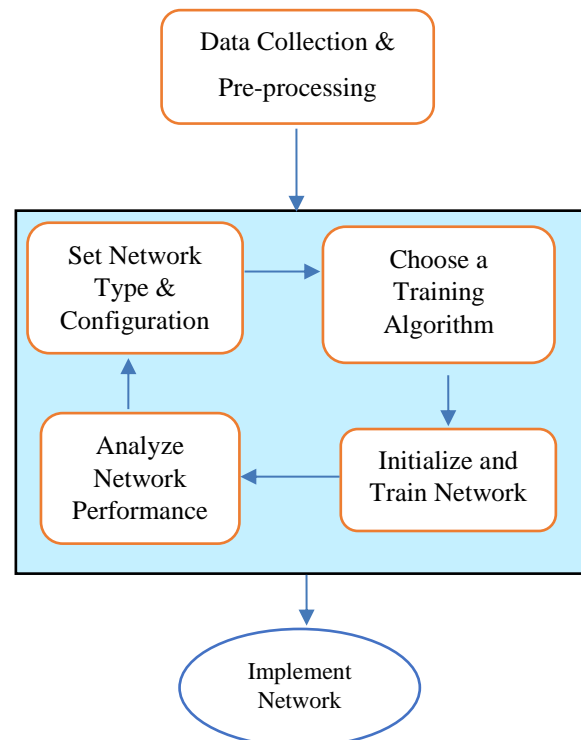 Data Collection &
Pre-processing
Set Network
Type &
Configuration
Choose a
Training
Algorithm
Analyze
Network
Performance
Initialize and
Train Network
Implement
Network